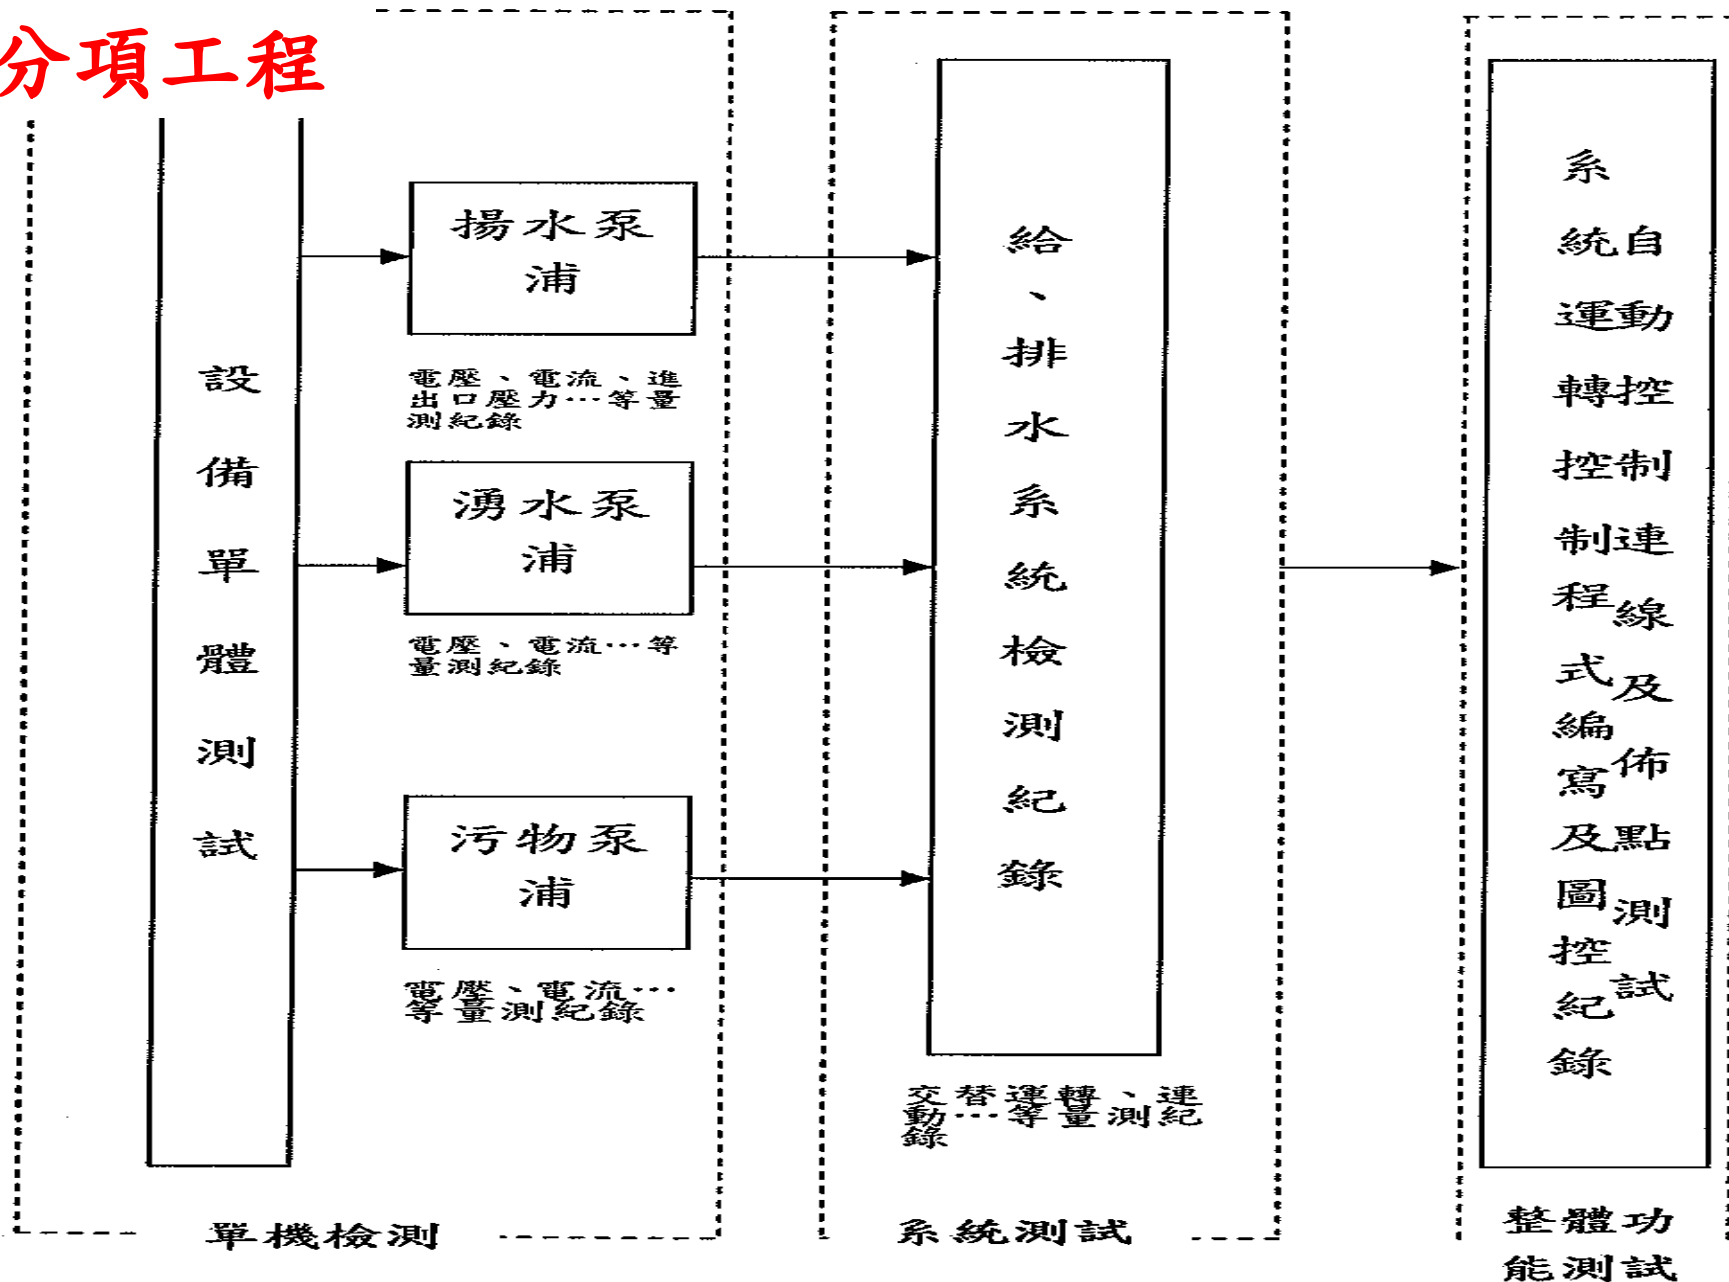 分項工程
設備單體測試
揚水泵
浦
電壓、電流、進
出口壓力…等量
測紀錄
湧水泵
浦
電壓、電流…等
量測紀錄
污物泵
浦
電壓、電流…
等量測紀錄
單機檢測
給、排水系統檢測紀錄
交替運轉、連
動…等量測紀
錄
系統測試
自動控制連線及佈點測試
系統運轉控制程式編寫及圖控紀錄
整體功
能測試